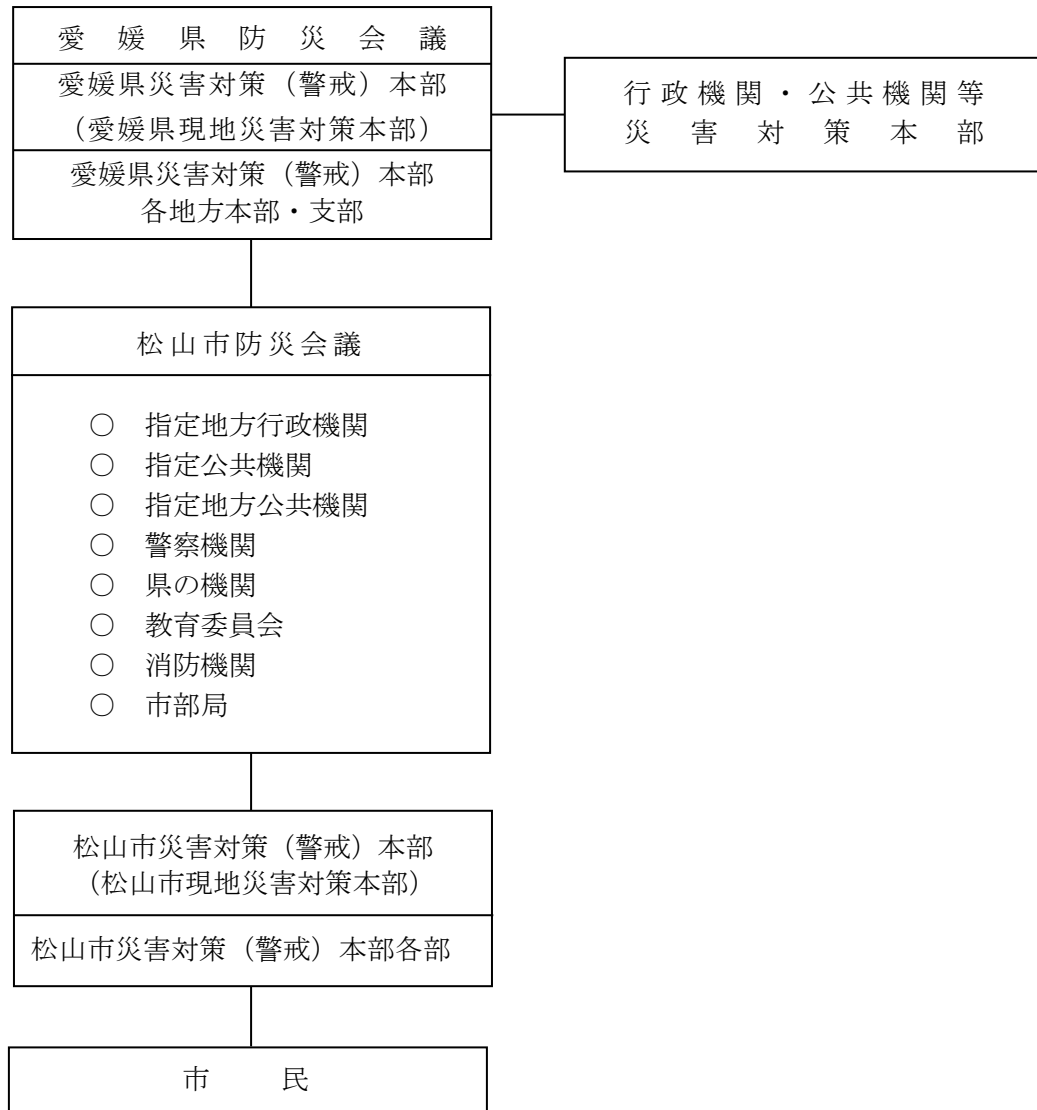 愛媛県防災会議
愛媛県災害対策（警戒）本部
（愛媛県現地災害対策本部）
愛媛県災害対策（警戒）本部
各地方本部・支部
行政機関・公共機関等
災害対策本部
松山市防災会議
○ 指定地方行政機関
○ 指定公共機関
○ 指定地方公共機関
○ 警察機関
○ 県の機関
○ 教育委員会
○ 消防機関
○ 市部局
松山市災害対策（警戒）本部
（松山市現地災害対策本部）
松山市災害対策（警戒）本部各部
市民